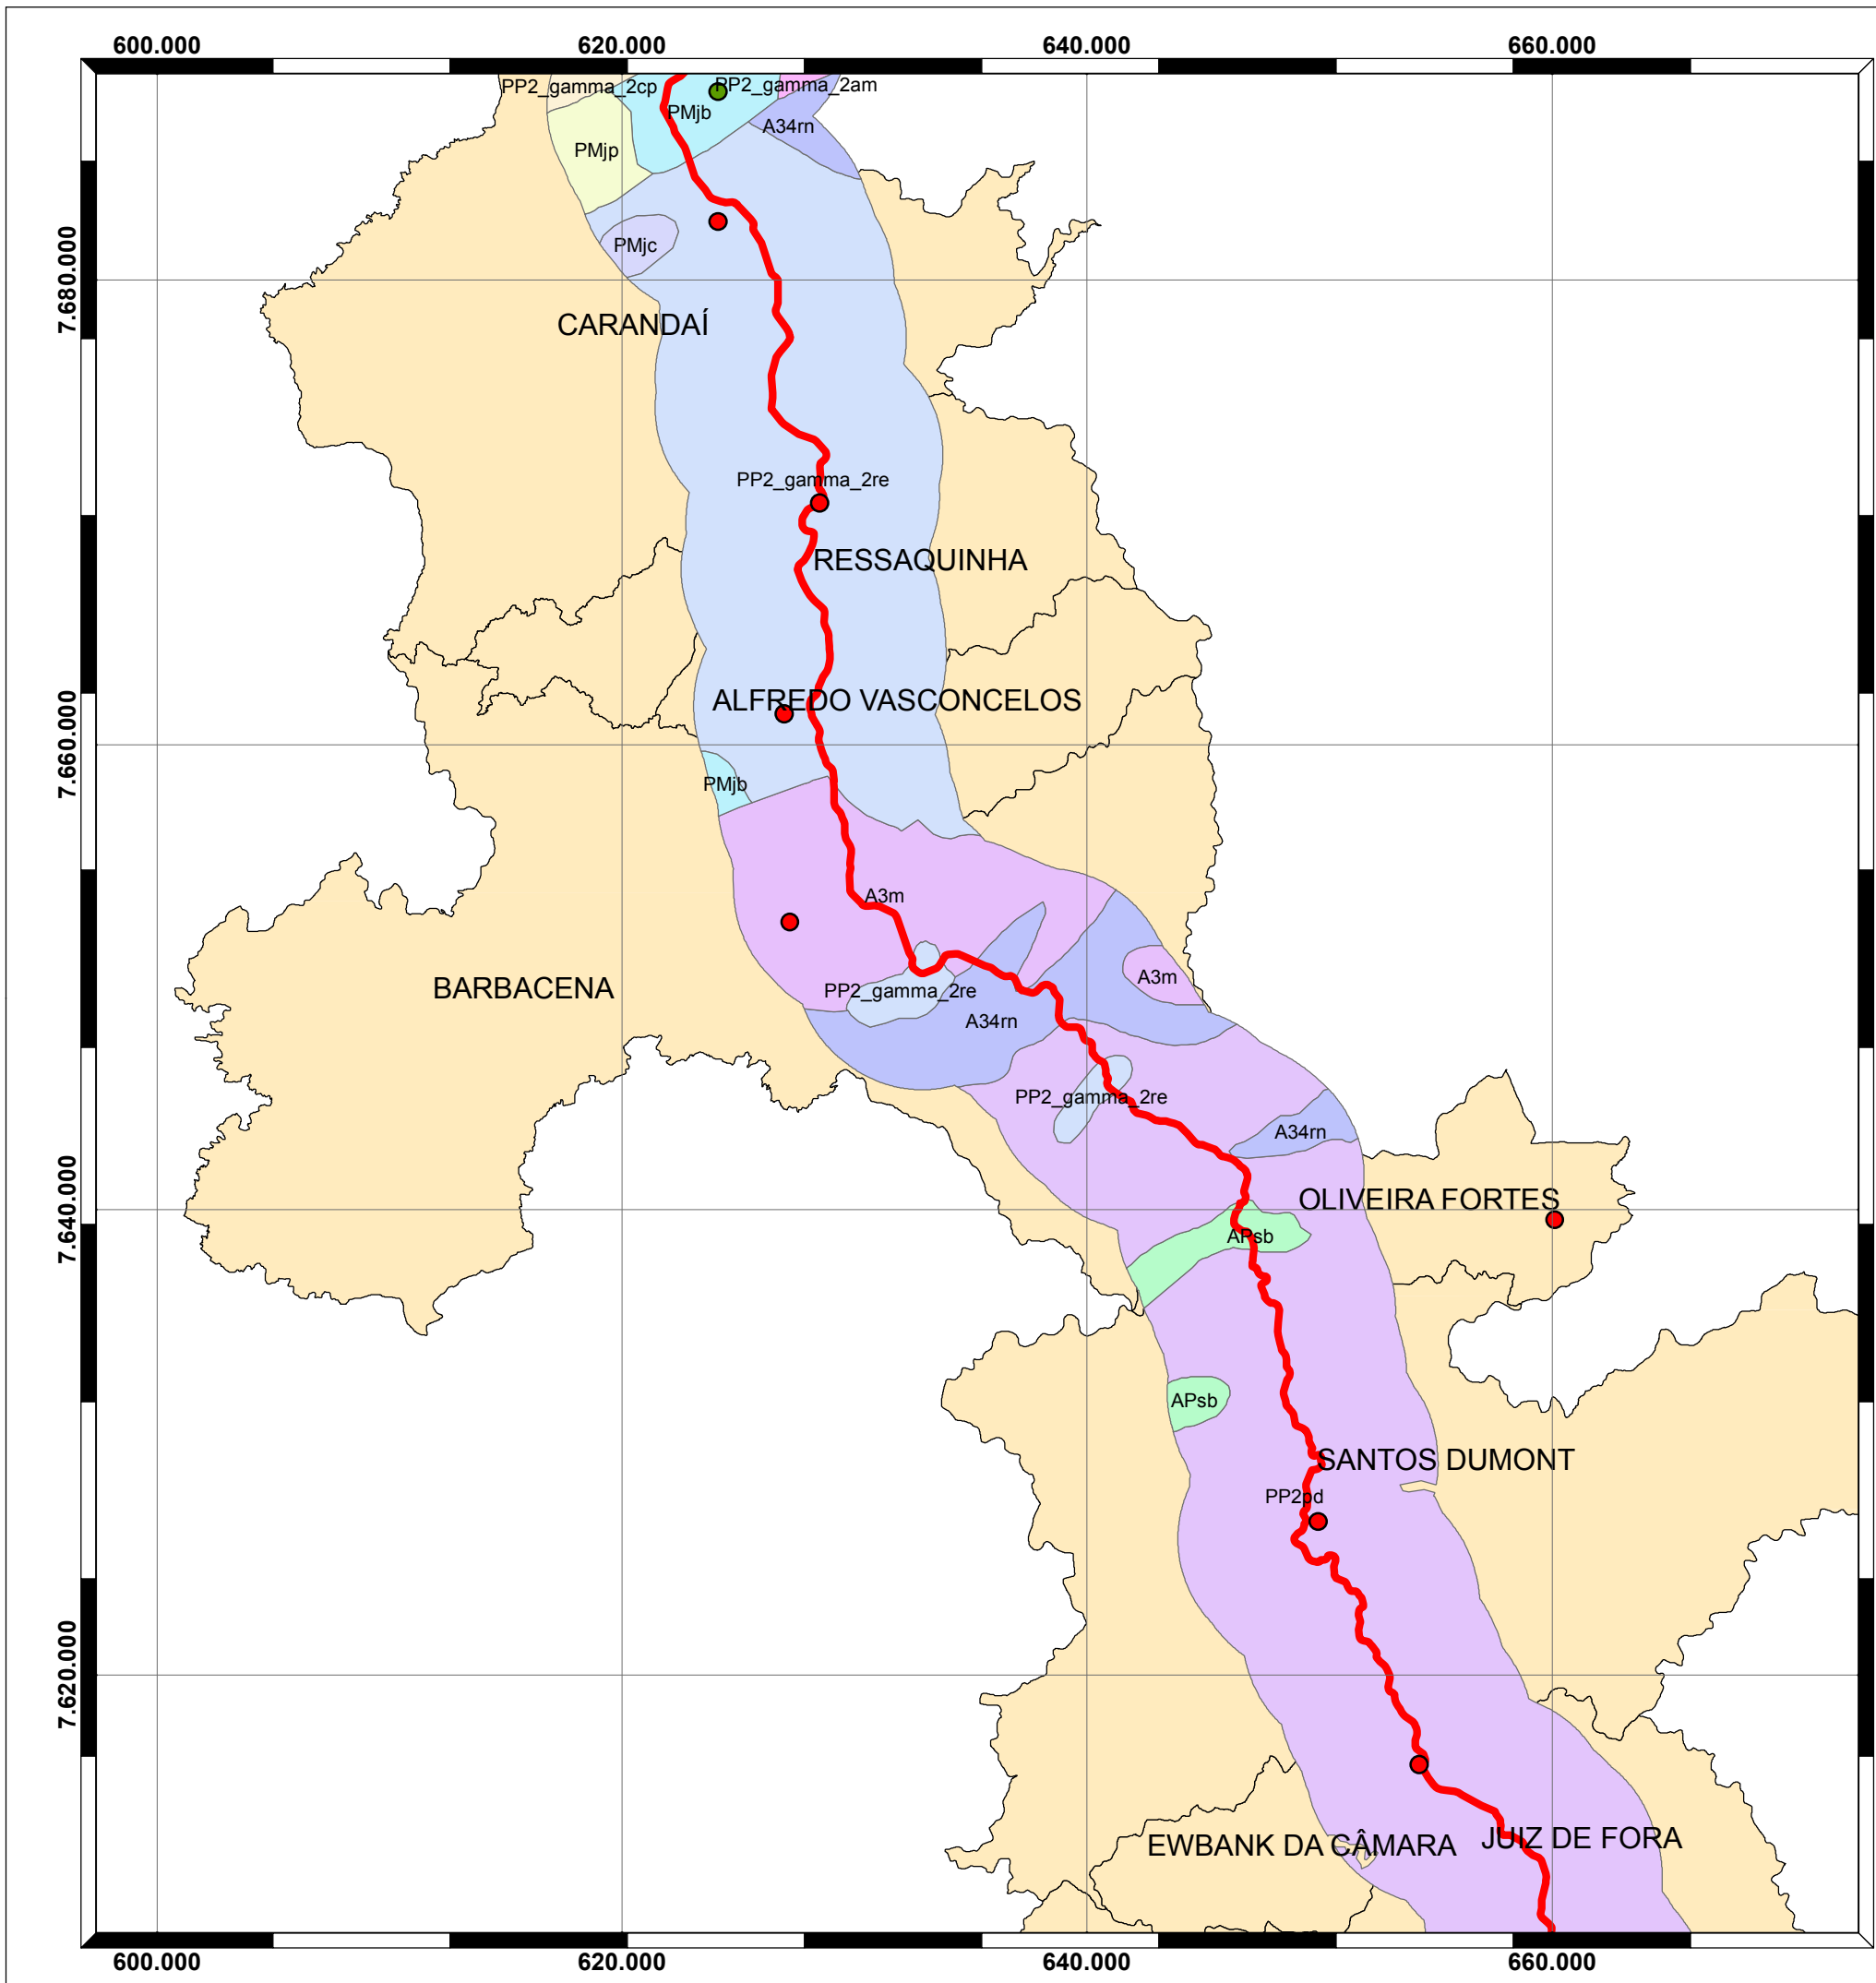 600.000 620.000 640.000 660.000
PP2_gamma_2cp
PP2_gamma_2am
PMjb
A34rn
PMjp
PMjc
7.680.000
CARANDAÍ
PP2_gamma_2re
RESSAQUINHA
ALFREDO VASCONCELOS
7.660.000
PMjb
A3m
A3m
BARBACENA
PP2_gamma_2re
A34rn
PP2_gamma_2re
A34rn
7.640.000
OLIVEIRA FORTES
APsb
APsb
SANTOS DUMONT
PP2pd
7.620.000
EWBANK DA CÂMARA
JUIZ DE FORA
600.000 620.000 640.000 660.000